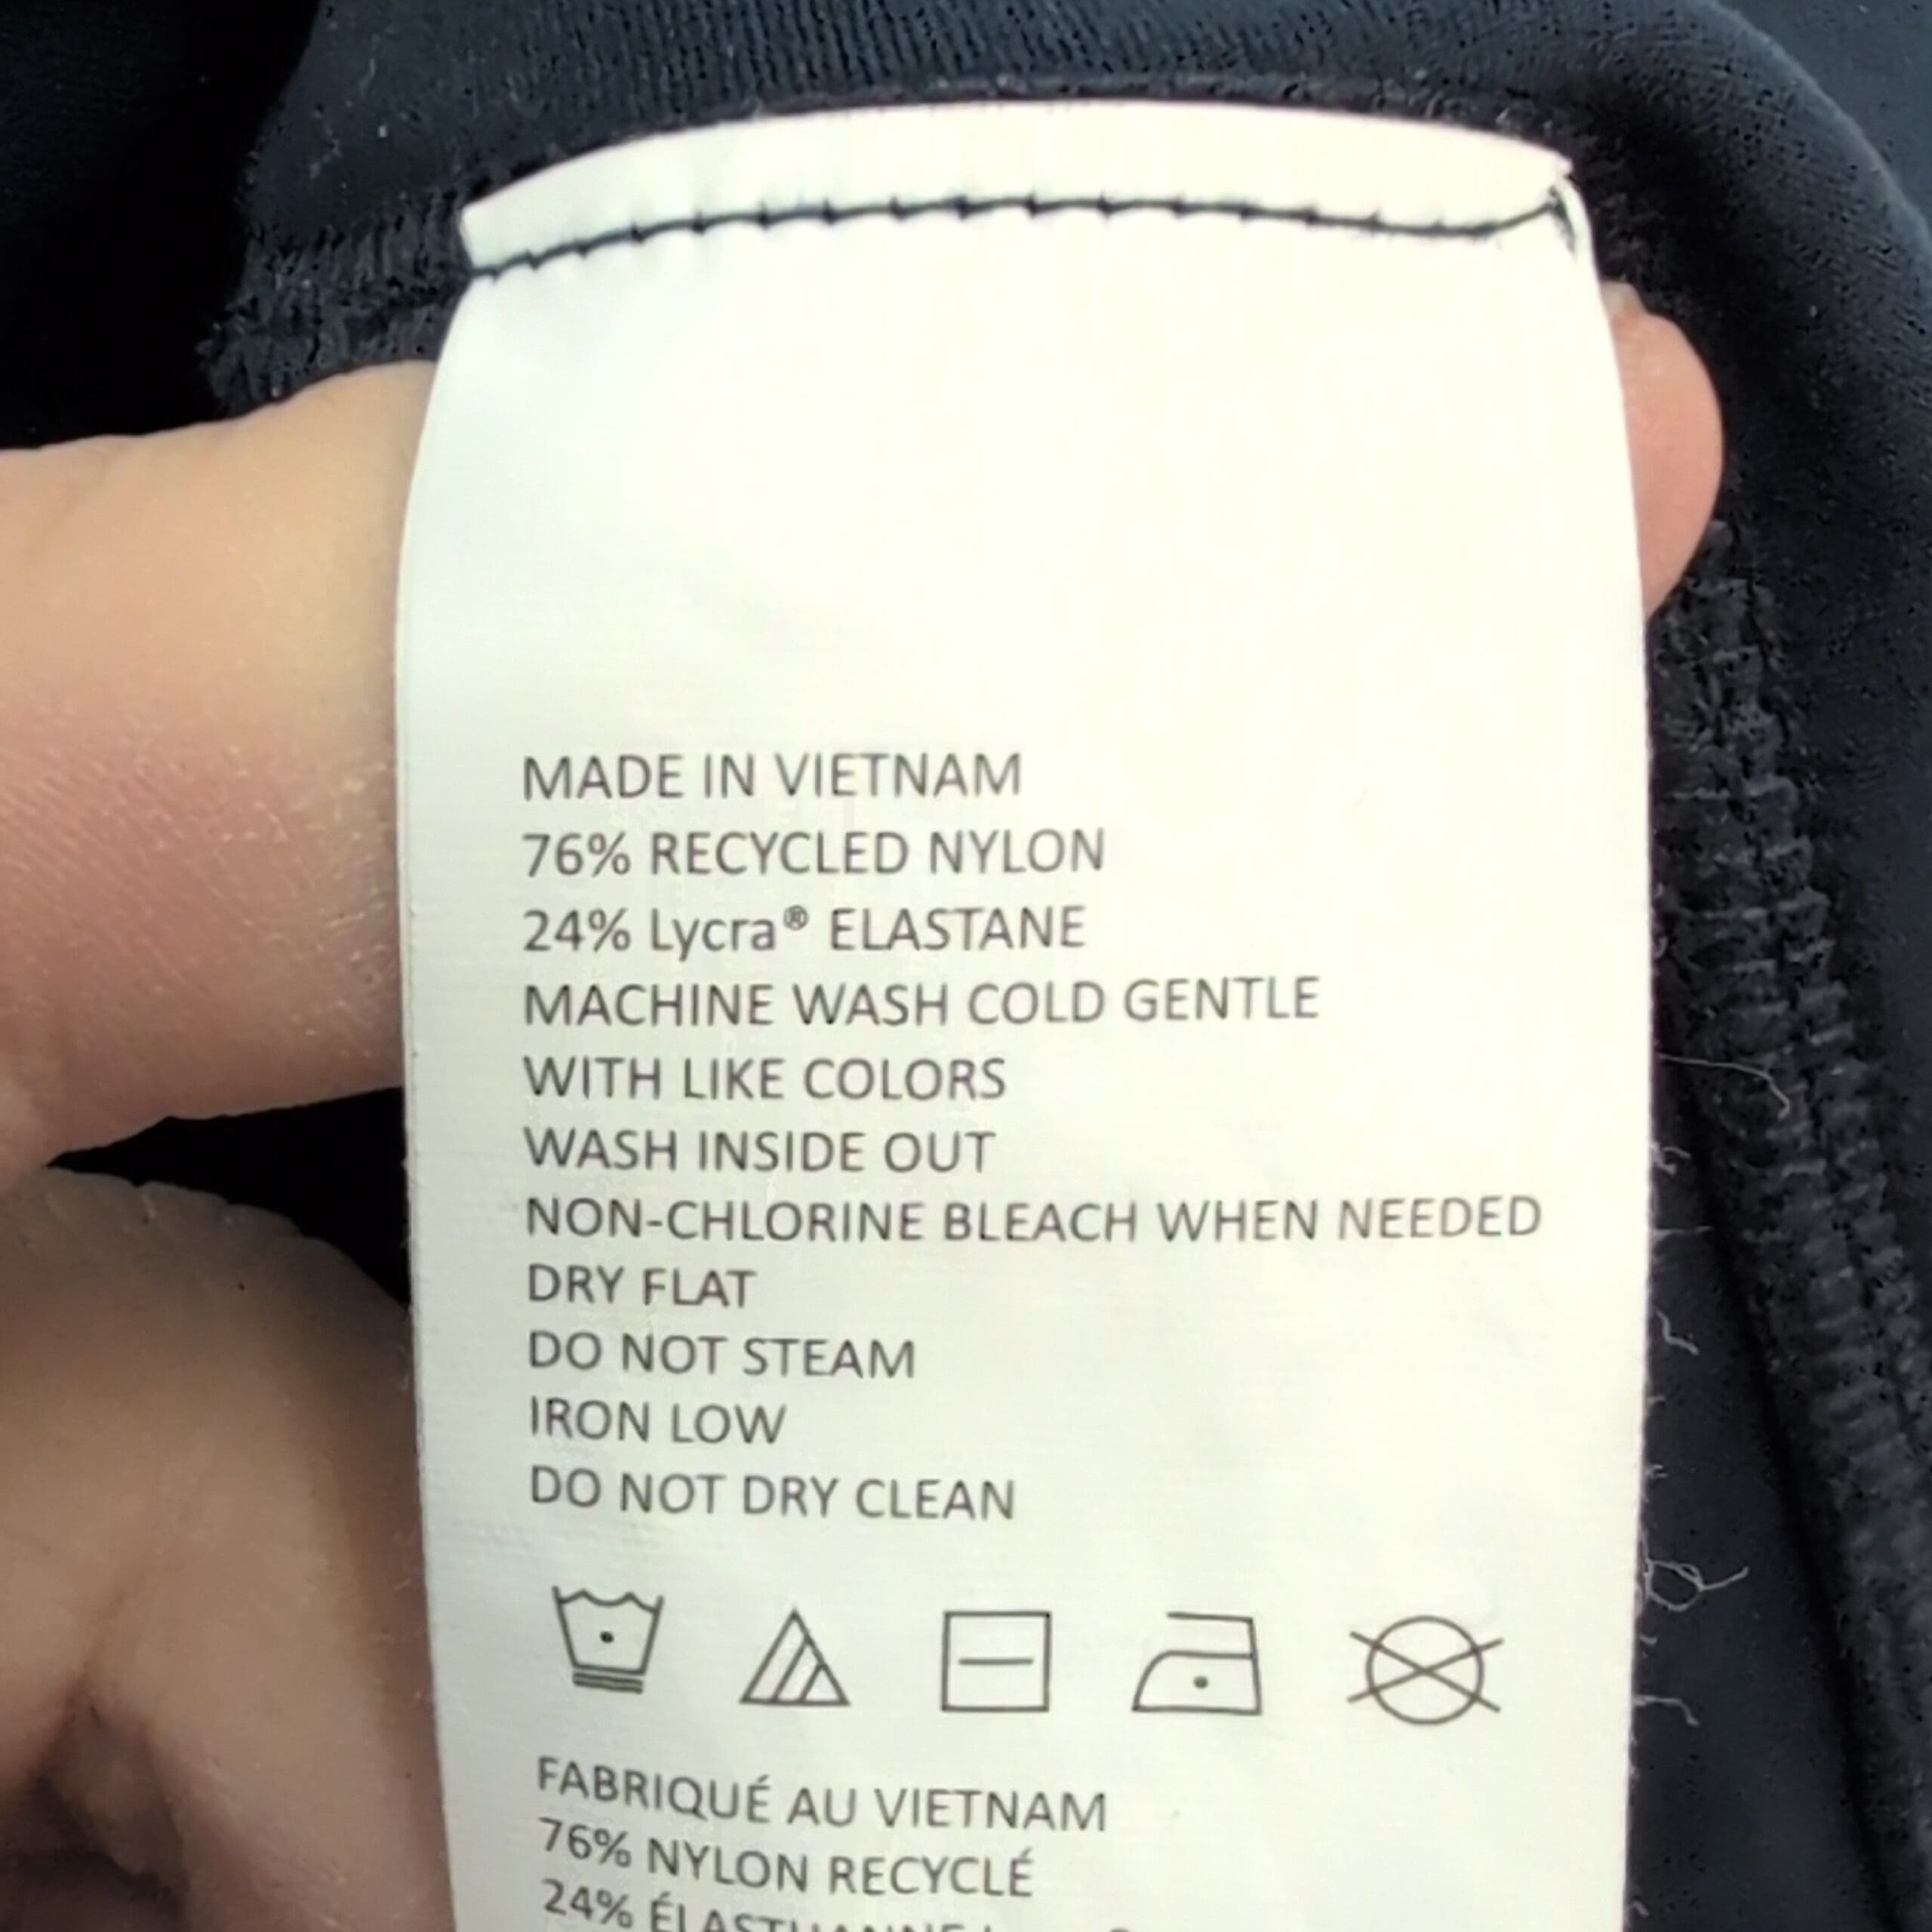 MADE IN VIETNAM
76% RECYCLED NYLON
24% Lycra® ELASTANE
MACHINE WASH COLD GENTLE
WITH LIKE COLORS
WASH INSIDE OUT
NON-CHLORINE BLEACH WHEN NEEDED
DRY FLAT
DO NOT STEAM
IRON LOW
DO NOT DRY CLEAN
FABRIQUÉ AU VIETNAM
76% NYLON RECYCLÉ
24%